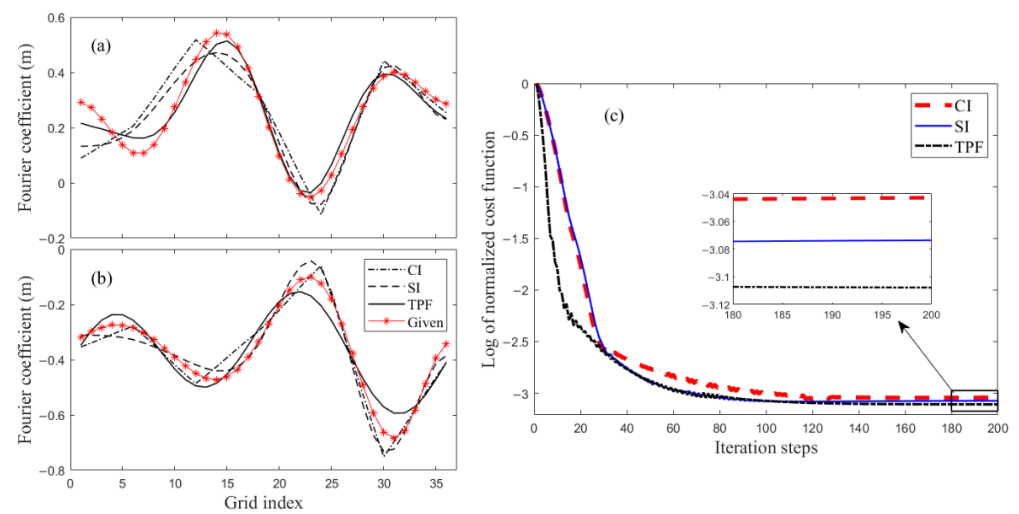 0.6
0.4
0.2
0
−0.2
Fourier coefficient (m)
(a)
0
−0.2
−0.4
−0.6
−0.8
Fourier coefficient (m)
(b)
CI
SI
TPF
Given
0 5 10 15 20 25 30 35
Grid index
0
−0.5
−1
−1.5
−2
−2.5
−3
Log of normalized cost function
(c)
CI
SI
TPF
−3.04
−3.06
−3.08
−3.1
−3.12
180 185 190 195 200
0 20 40 60 80 100 120 140 160 180 200
Iteration steps